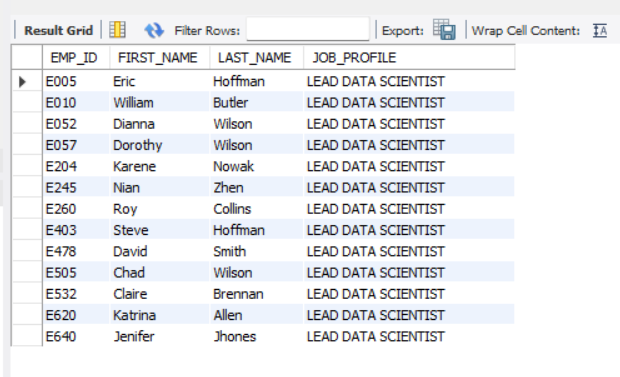 Result Grid Filter Rows: Export: Wrap Cell Content: IA
EMP_ID FIRST_NAME LAST_NAME JOB_PROFILE
E005 Eric Hoffman LEAD DATA SCIENTIST
E010 William Butler LEAD DATA SCIENTIST
E052 Dianna Wilson LEAD DATA SCIENTIST
E057 Dorothy Wilson LEAD DATA SCIENTIST
E204 Karene Nowak LEAD DATA SCIENTIST
E245 Nian Zhen LEAD DATA SCIENTIST
E260 Roy Collins LEAD DATA SCIENTIST
E403 Steve Hoffman LEAD DATA SCIENTIST
E478 David Smith LEAD DATA SCIENTIST
E505 Chad Wilson LEAD DATA SCIENTIST
E532 Claire Brennan LEAD DATA SCIENTIST
E620 Katrina Allen LEAD DATA SCIENTIST
E640 Jenifer Jhones LEAD DATA SCIENTIST